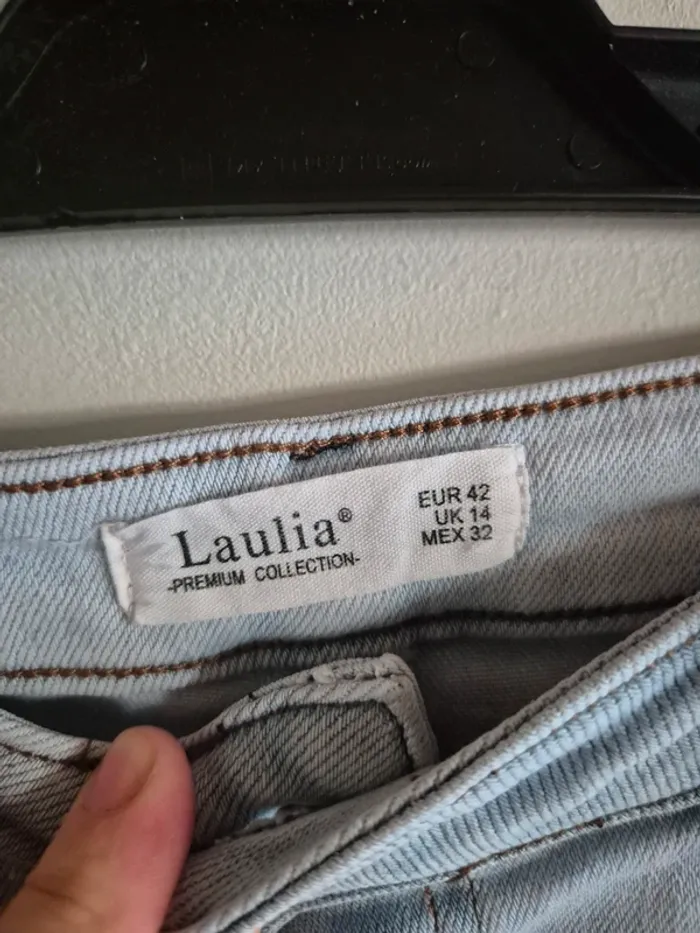 Laulia®
-PREMIUM COLLECTION-
EUR 42
UK 14
MEX 32